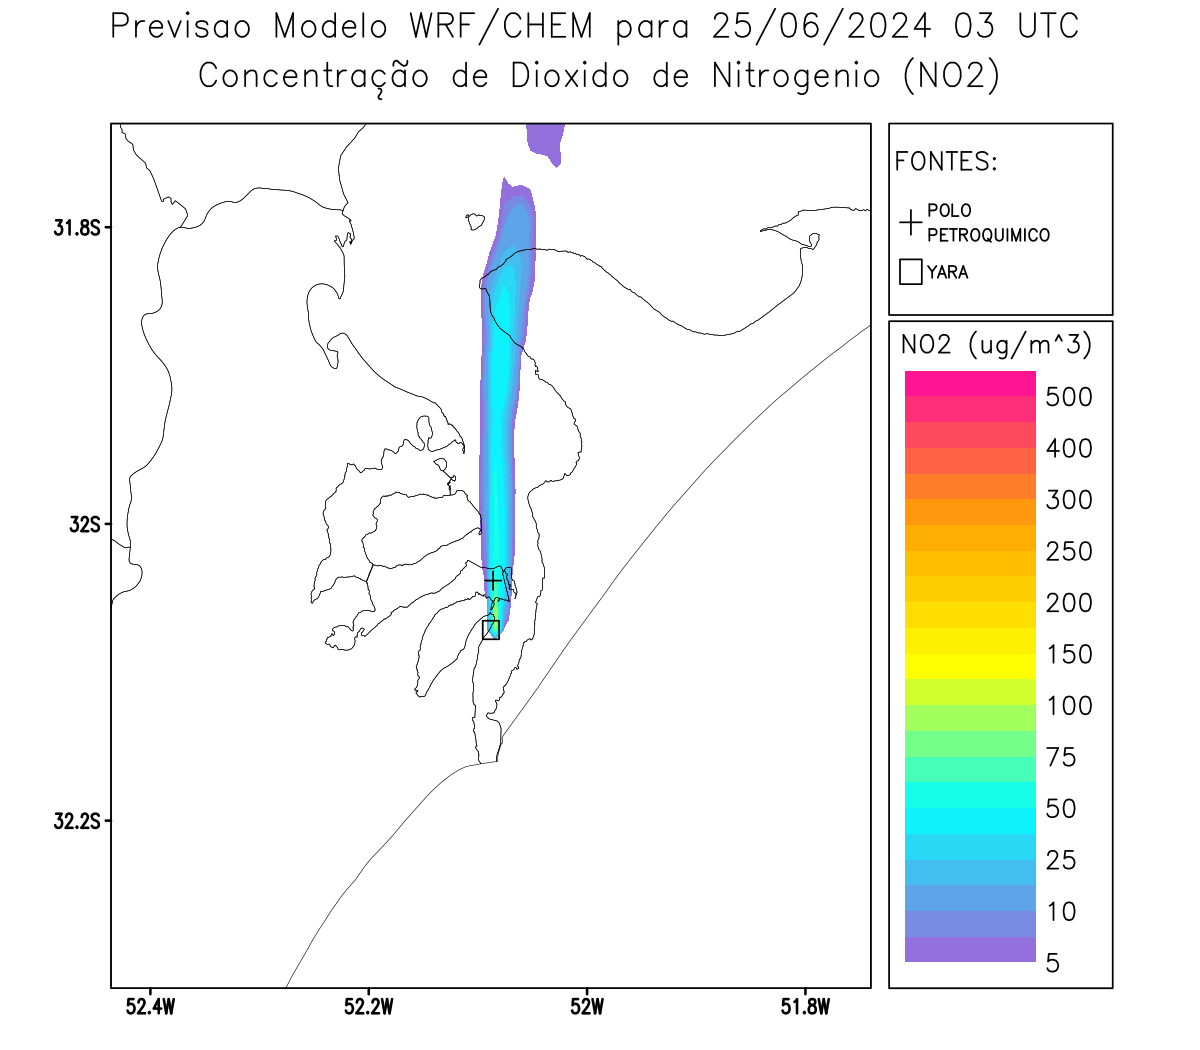 Previsao Modelo WRF/CHEM para 25/06/2024 03 UTC
Concentração de Dioxido de Nitrogenio (NO2)
FONTES:
POLO
PETROQUIMICO
YARA
NO2 (ug/m^3)
500
400
300
250
200
150
100
75
50
25
10
5
31.8S
32S
32.2S
52.4W
52.2W
52W
51.8W